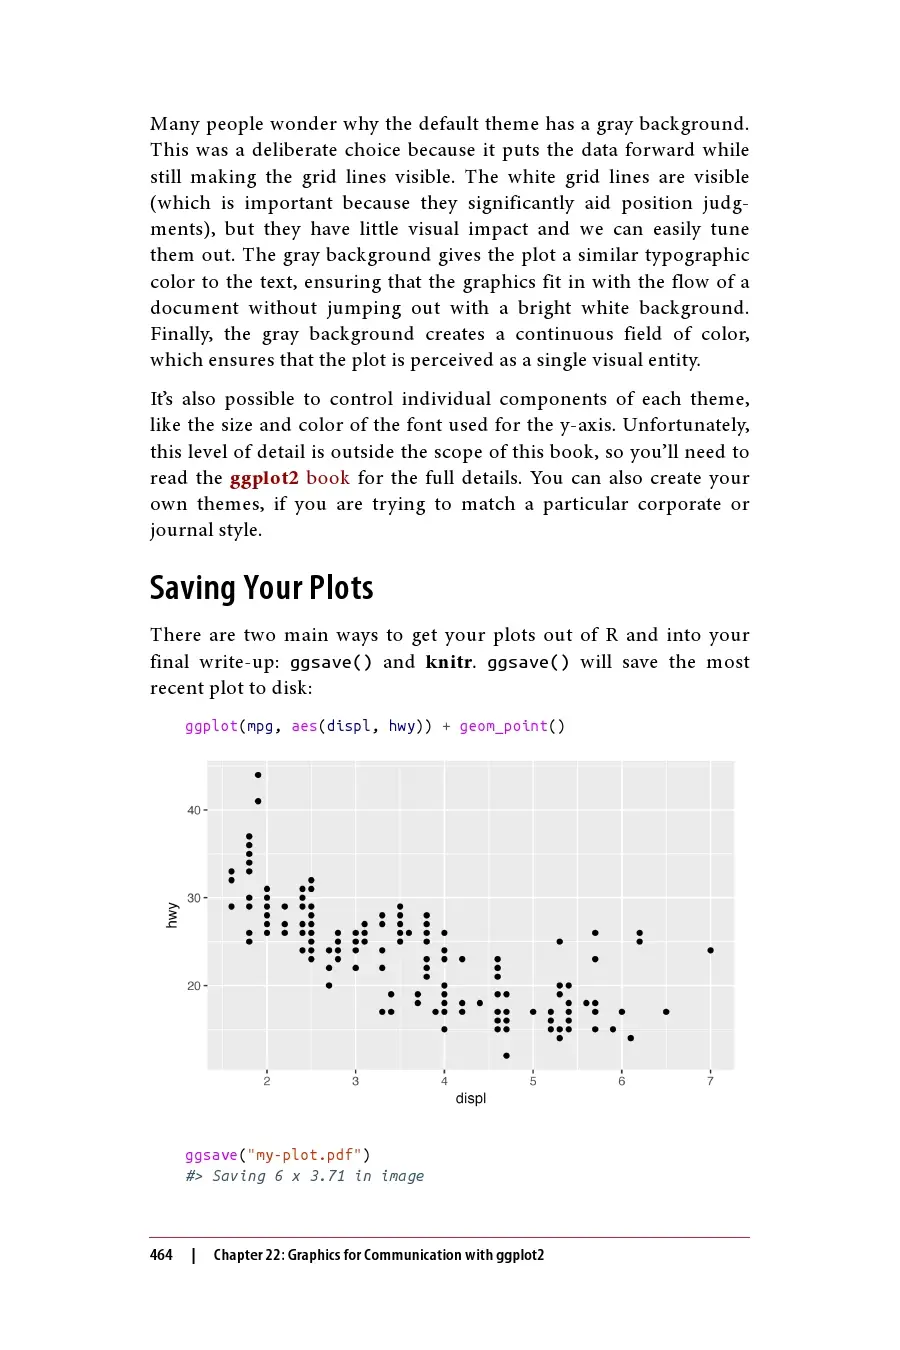 Many people wonder why the default theme has a gray background.
This was a deliberate choice because it puts the data forward while
still making the grid lines visible. The white grid lines are visible
(which is important because they significantly aid position judg-
ments), but they have little visual impact and we can easily tune
them out. The gray background gives the plot a similar typographic
color to the text, ensuring that the graphics fit in with the flow of a
document without jumping out with a bright white background.
Finally, the gray background creates a continuous field of color,
which ensures that the plot is perceived as a single visual entity.
It’s also possible to control individual components of each theme,
like the size and color of the font used for the y-axis. Unfortunately,
this level of detail is outside the scope of this book, so you’ll need to
read the ggplot2 book for the full details. You can also create your
own themes, if you are trying to match a particular corporate or
journal style.
Saving Your Plots
There are two main ways to get your plots out of R and into your
final write-up: ggsave() and knitr. ggsave() will save the most
recent plot to disk:
ggplot(mpg, aes(displ, hwy)) + geom_point()
40
30
20
hwy
2 3 4 5 6 7
displ
ggsave("my-plot.pdf")
#> Saving 6 x 3.71 in image
464 | Chapter 22: Graphics for Communication with ggplot2